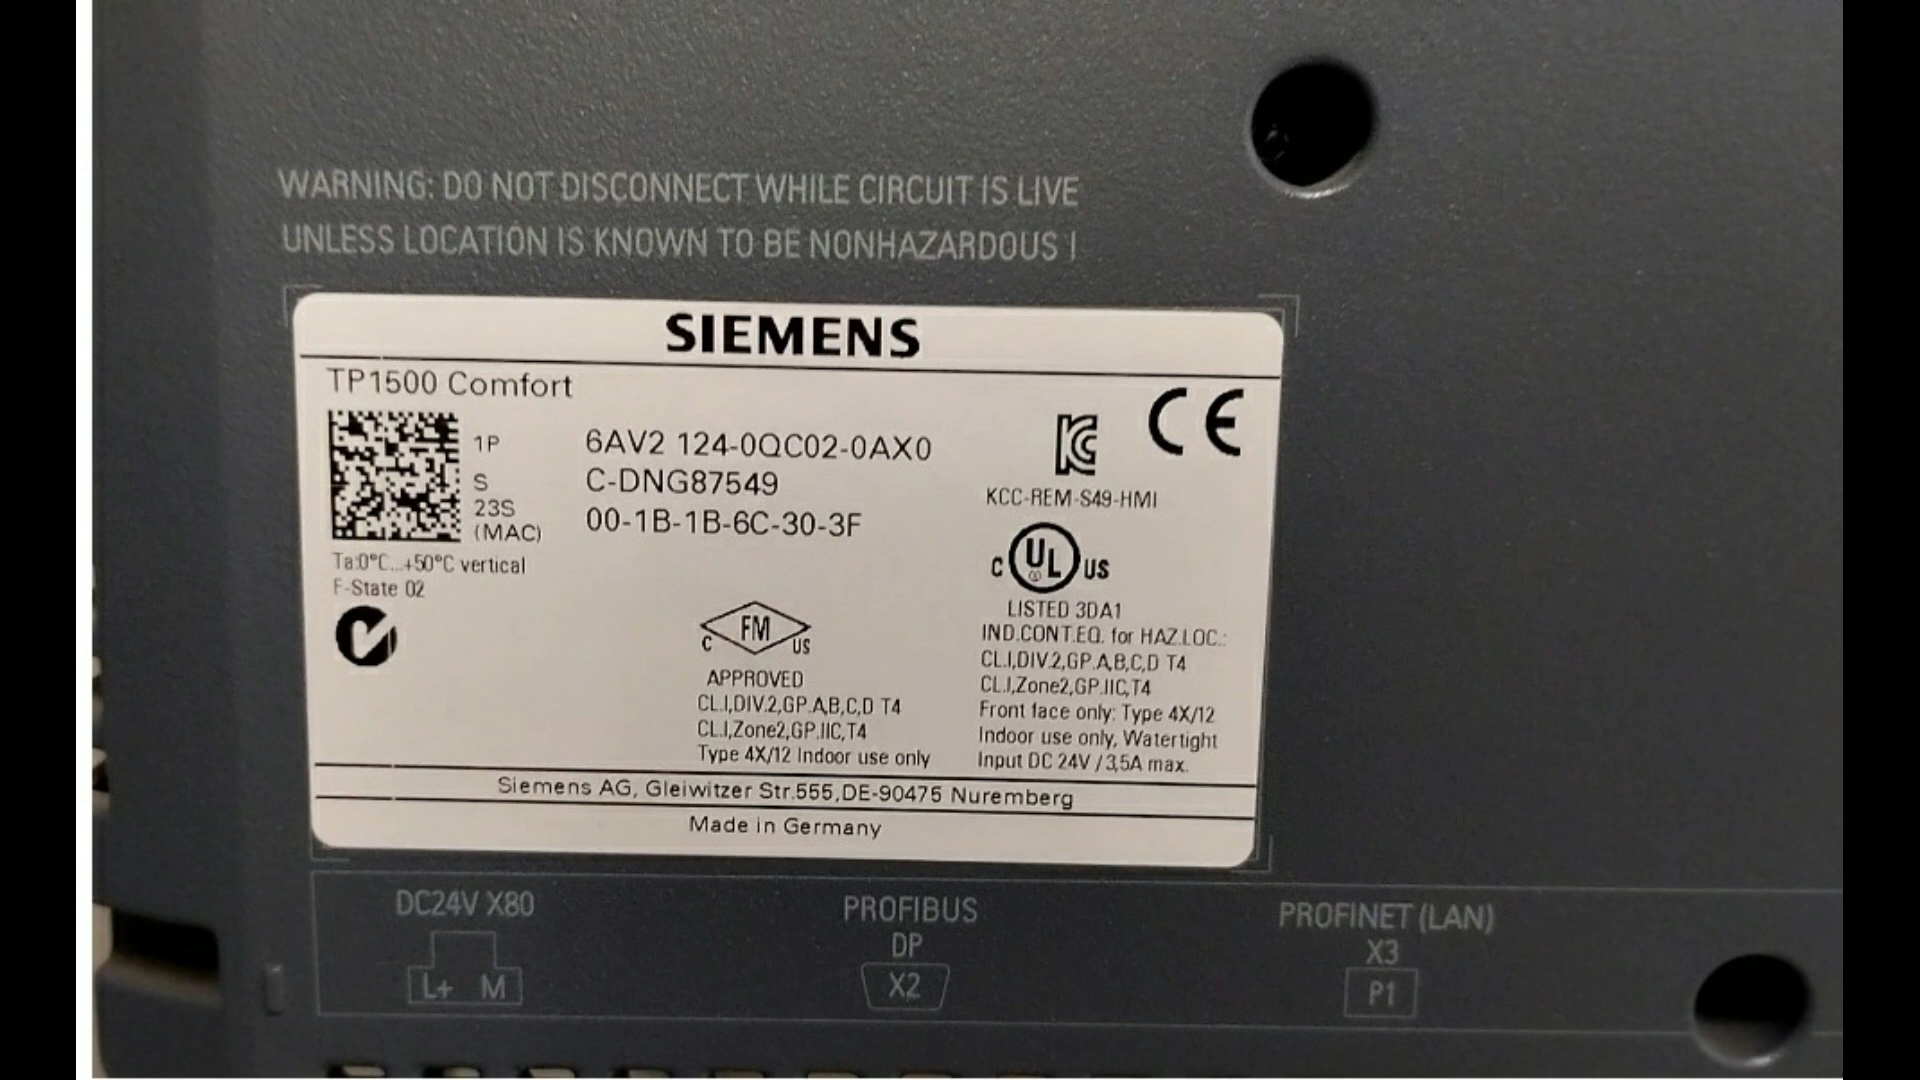 WARNING: DO NOT DISCONNECT WHILE CIRCUIT IS LIVE
UNLESS LOCATION IS KNOWN TO BE NONHAZARDOUS !
SIEMENS
TP1500 Comfort
1P 6AV2 124-0QC02-0AX0
S C-DNG87549
23S
(MAC) 00-1B-1B-6C-30-3F
Ta:0°C...+50°C vertical
F-State 02
CE
KCC-REM-S49-HMI
C UL US
LISTED 3DA1
IND.CONT.EQ. for HAZ.LOC.:
CL.I,DIV.2,GP.A,B,C,D T4
CL.I,Zone2,GP.IIC,T4
Front face only: Type 4X/12
Indoor use only, Watertight
Input DC 24V / 3,5A max.
C FM US
APPROVED
CL.I,DIV.2,GP.A,B,C,D T4
CL.I,Zone2,GP.IIC,T4
Type 4X/12 Indoor use only
Siemens AG, Gleiwitzer Str.555,DE-90475 Nuremberg
Made in Germany
DC24V X80
L+ M
PROFIBUS
DP
X2
PROFINET (LAN)
X3
P1